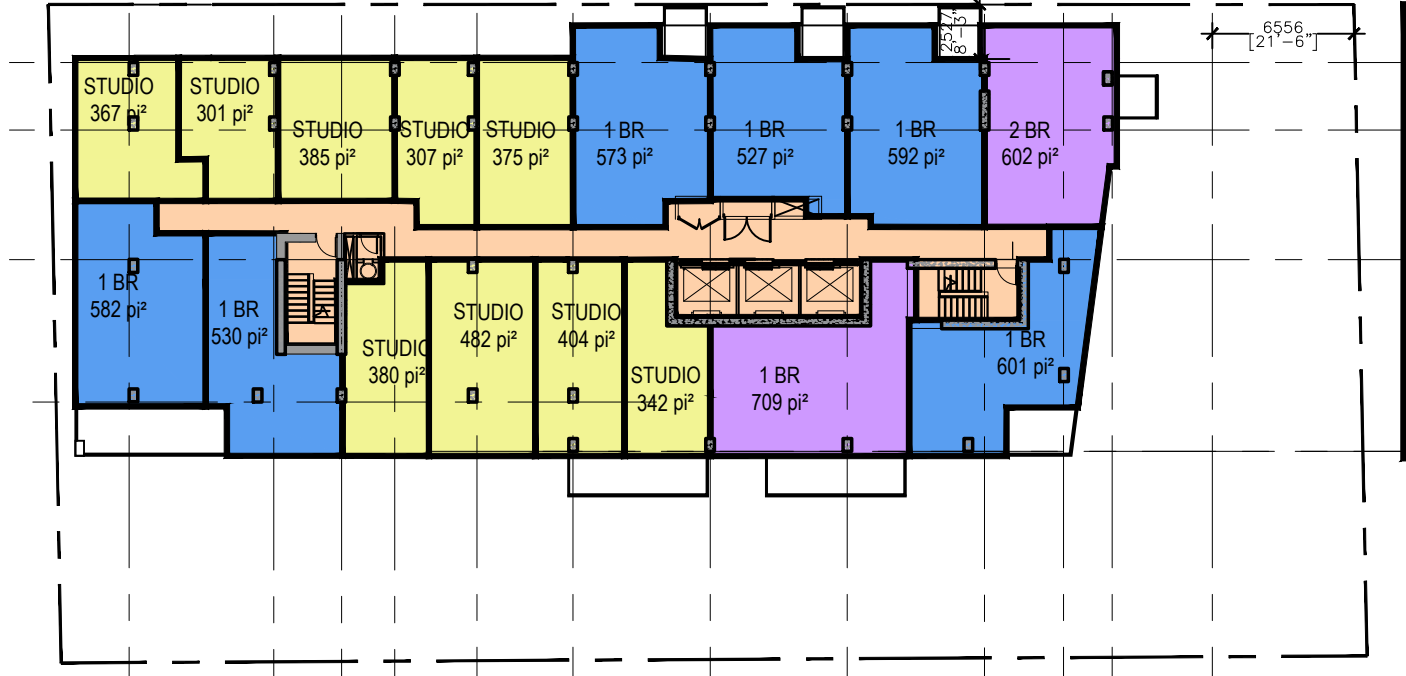 2527
8'-3"
6556
[21'-6"]
STUDIO
367 pi²
STUDIO
301 pi²
STUDIO
385 pi²
STUDIO
307 pi²
STUDIO
375 pi²
1 BR
573 pi²
1 BR
527 pi²
1 BR
592 pi²
2 BR
602 pi²
1 BR
582 pi²
1 BR
530 pi²
STUDIO
380 pi²
STUDIO
482 pi²
STUDIO
404 pi²
STUDIO
342 pi²
1 BR
709 pi²
1 BR
601 pi²